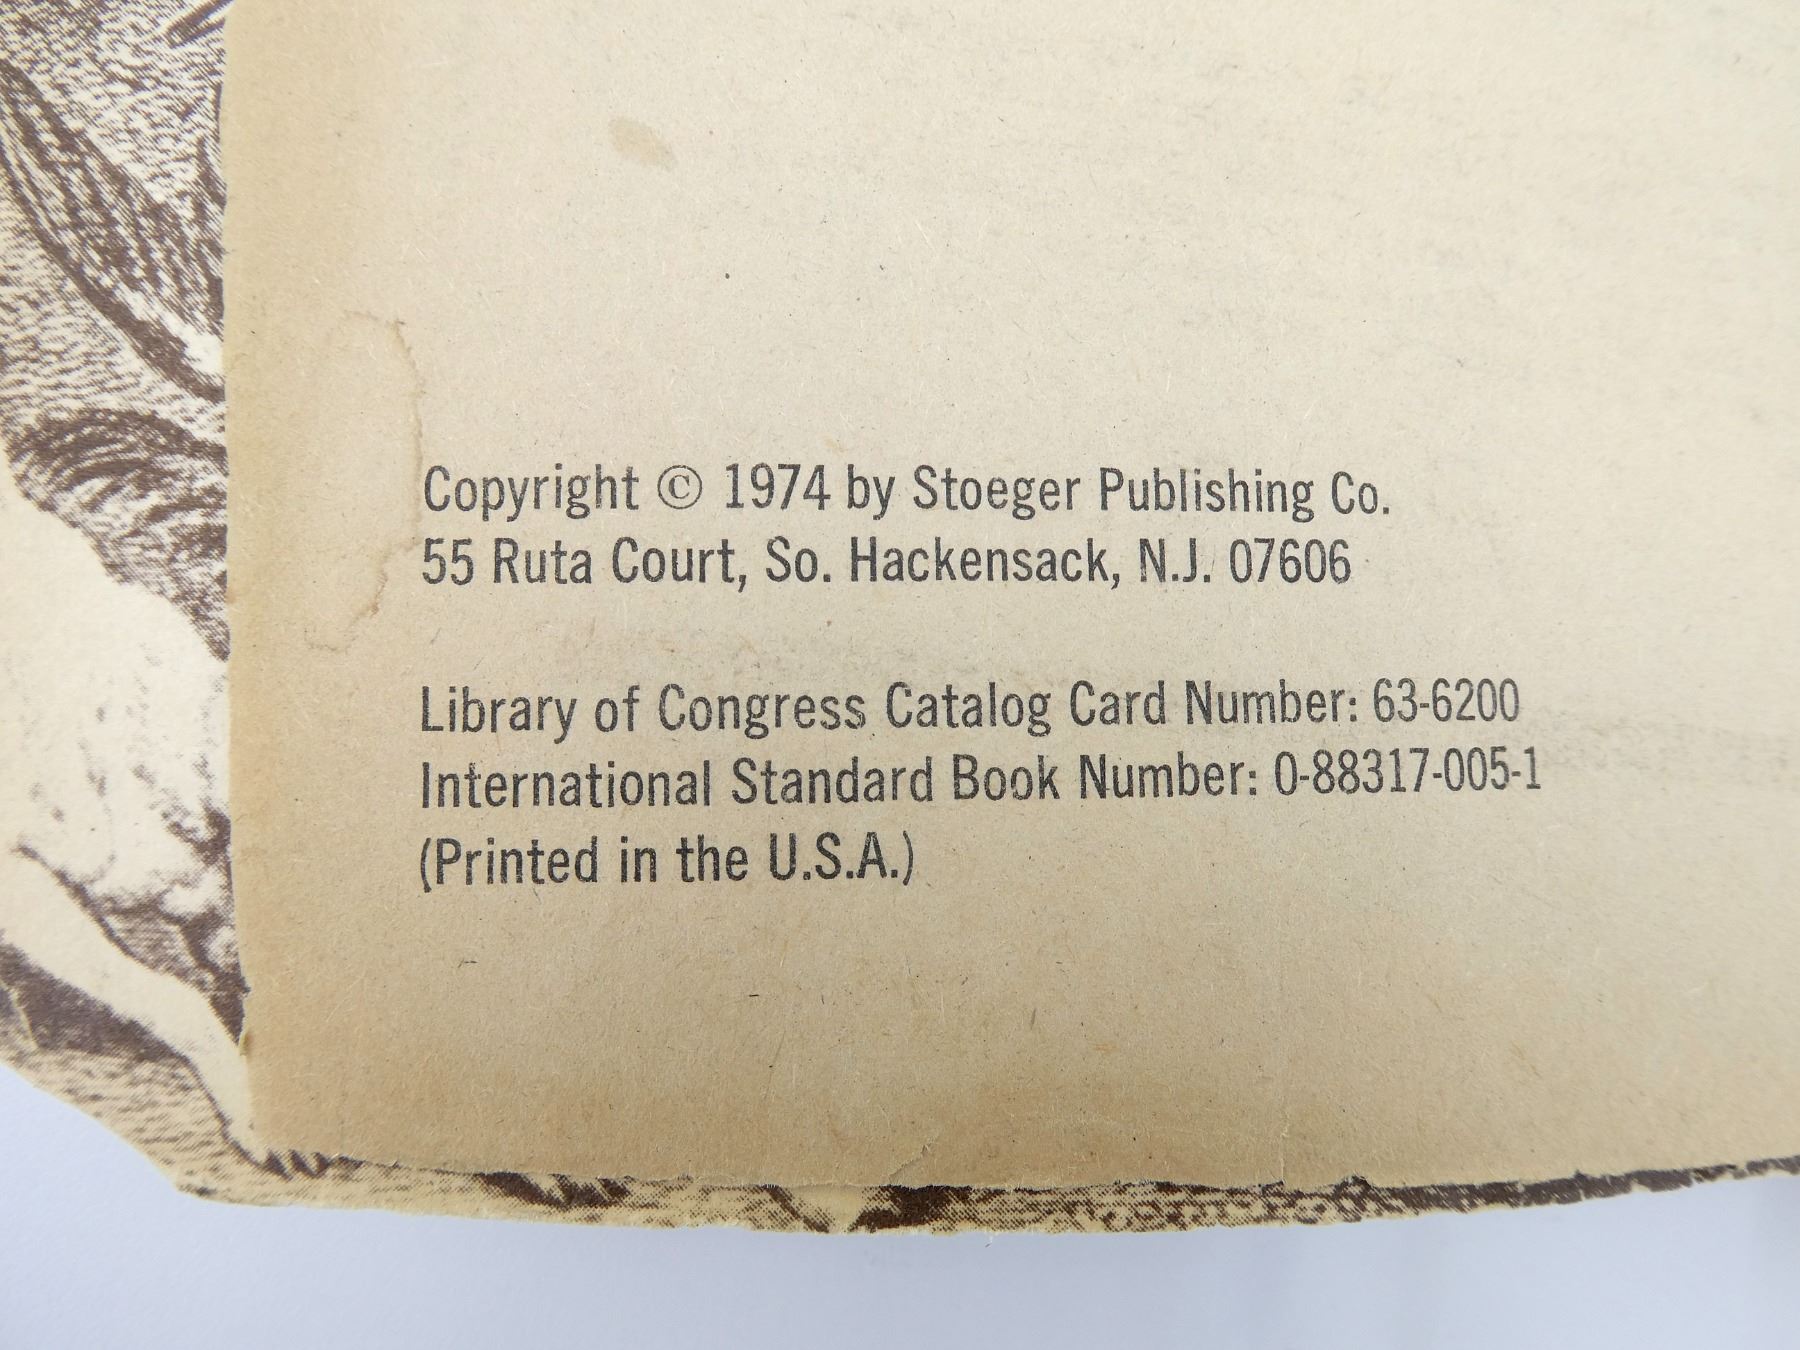 Copyright © 1974 by Stoeger Publishing Co.
55 Ruta Court, So. Hackensack, N.J. 07606
Library of Congress Catalog Card Number: 63-6200
International Standard Book Number: 0-88317-005-1
(Printed in the U.S.A.)